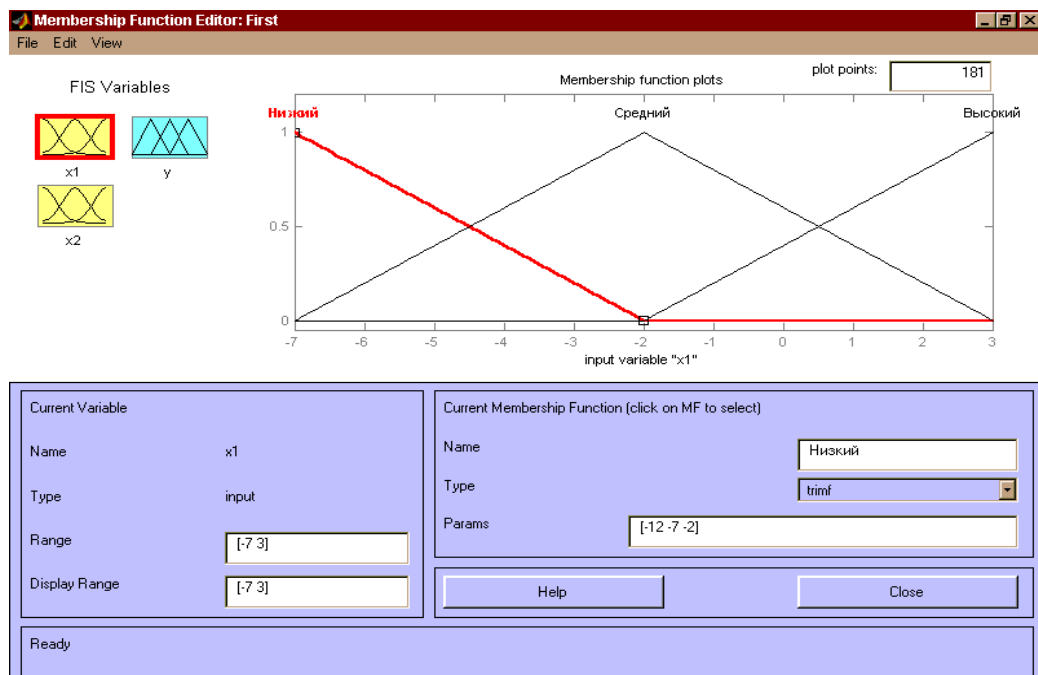 Membership Function Editor: First
File Edit View
FIS Variables
x1
y
x2
Membership function plots
plot points:
181
Низкий
Средний
Высокий
1
0.5
0
-7 -6 -5 -4 -3 -2 -1 0 1 2 3
input variable "x1"
Current Variable
Name x1
Type input
Range [-7 3]
Display Range [-7 3]
Current Membership Function (click on MF to select)
Name Низкий
Type trimf
Params [-12 -7 -2]
Help Close
Ready